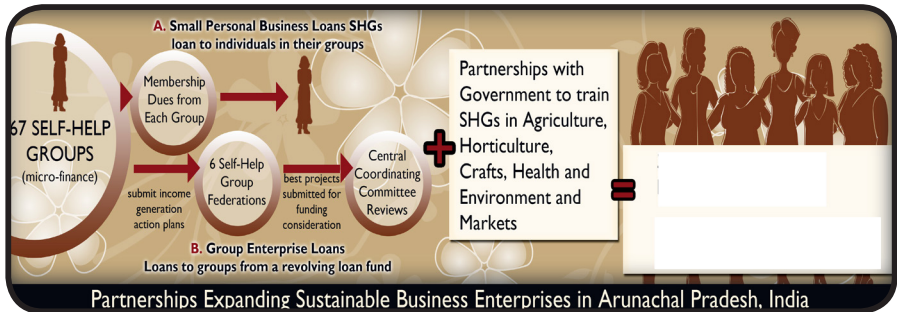 A. Small Personal Business Loans SHGs
loan to individuals in their groups
67 SELF-HELP
GROUPS
(micro-finance)
Membership
Dues from
Each Group
submit income
generation
action plans
6 Self-Help
Group
Federations
best projects
submitted for
funding
consideration
Central
Coordinating
Committee
Reviews
B. Group Enterprise Loans
Loans to groups from a revolving loan fund
+
Partnerships with
Government to train
SHGs in Agriculture,
Horticulture,
Crafts, Health and
Environment and
Markets
=
Partnerships Expanding Sustainable Business Enterprises in Arunachal Pradesh, India